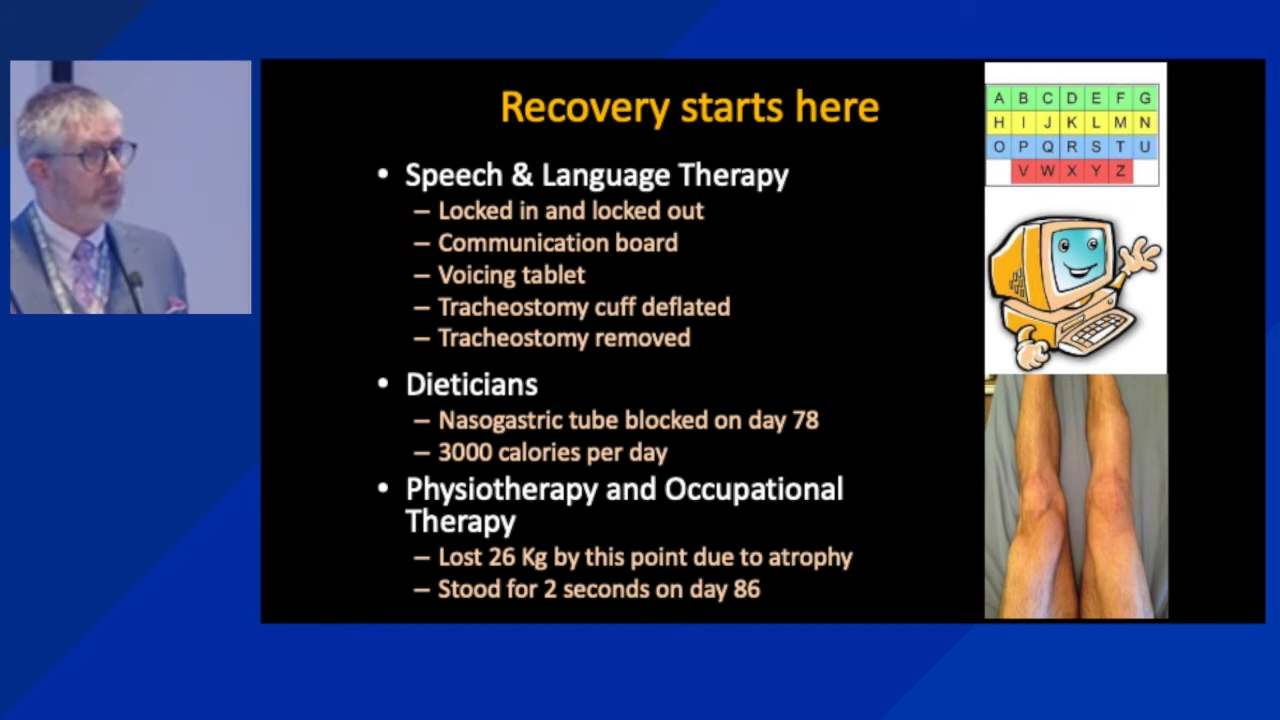 Recovery starts here
• Speech & Language Therapy
– Locked in and locked out
– Communication board
– Voicing tablet
– Tracheostomy cuff deflated
– Tracheostomy removed
• Dieticians
– Nasogastric tube blocked on day 78
– 3000 calories per day
• Physiotherapy and Occupational
Therapy
– Lost 26 Kg by this point due to atrophy
– Stood for 2 seconds on day 86
A B C D E F G
H I J K L M N
O P Q R S T U
V W X Y Z